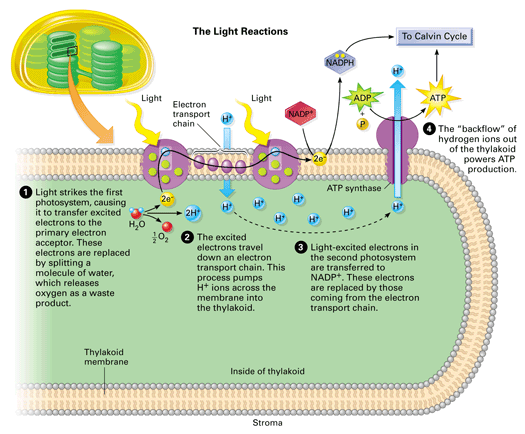 The Light Reactions
To Calvin Cycle
NADPH
H⁺
Light
Electron
transport
chain
H⁺
Light
NADP⁺
ADP
+
P
ATP
4 The "backflow" of
hydrogen ions out
of the thylakoid
powers ATP
production.
2e⁻
ATP synthase
1 Light strikes the first
photosystem, causing
it to transfer excited
electrons to the
primary electron
acceptor. These
electrons are replaced
by splitting a
molecule of water,
which releases
oxygen as a waste
product.
2e⁻
H₂O
2H⁺
½O₂
H⁺
H⁺
H⁺
H⁺
H⁺
H⁺
H⁺
H⁺
H⁺
2 The excited
electrons travel
down an electron
transport chain. This
process pumps
H⁺ ions across the
membrane into
the thylakoid.
3 Light-excited electrons in
the second photosystem
are transferred to
NADP⁺. These electrons
are replaced by those
coming from the electron
transport chain.
Thylakoid
membrane
Inside of thylakoid
Stroma